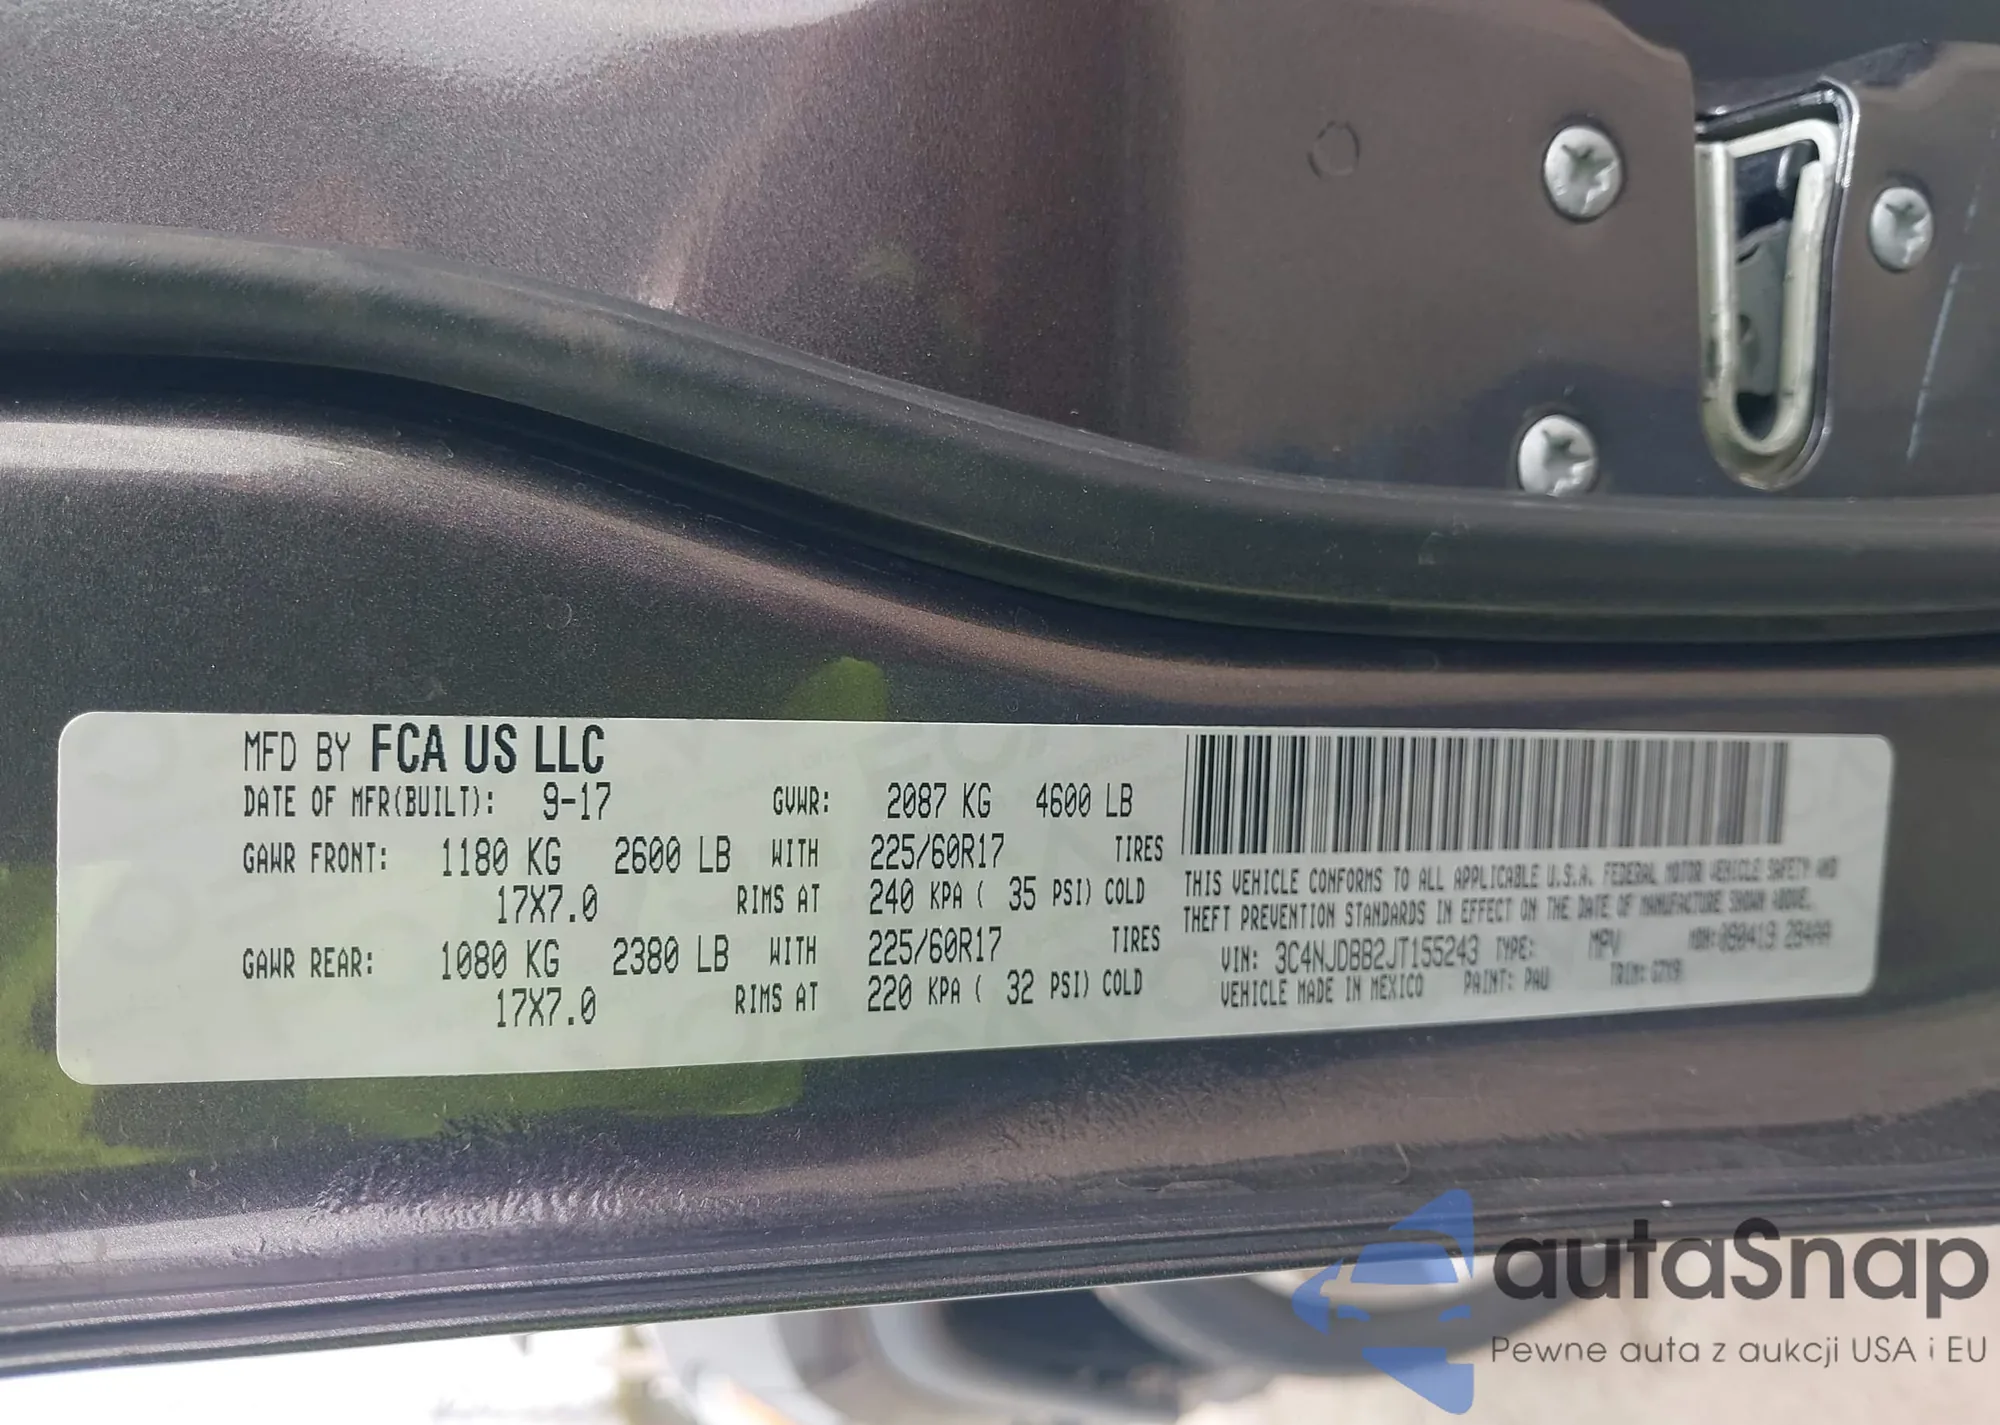 MFD BY FCA US LLC
DATE OF MFR(BUILT): 9-17 GVWR: 2087 KG 4600 LB
GAWR FRONT: 1180 KG 2600 LB WITH 225/60R17 TIRES
17X7.0 RIMS AT 240 KPA ( 35 PSI) COLD
GAWR REAR: 1080 KG 2380 LB WITH 225/60R17 TIRES
17X7.0 RIMS AT 220 KPA ( 32 PSI) COLD
THIS VEHICLE CONFORMS TO ALL APPLICABLE U.S.A. FEDERAL MOTOR VEHICLE SAFETY AND
THEFT PREVENTION STANDARDS IN EFFECT ON THE DATE OF MANUFACTURE SHOWN ABOVE.
VIN: 3C4NJDBB2JT155243 TYPE: MPV MDH:
VEHICLE MADE IN MEXICO PAINT: PAU TRIM:
autaSnap
Pewne auta z aukcji USA i EU